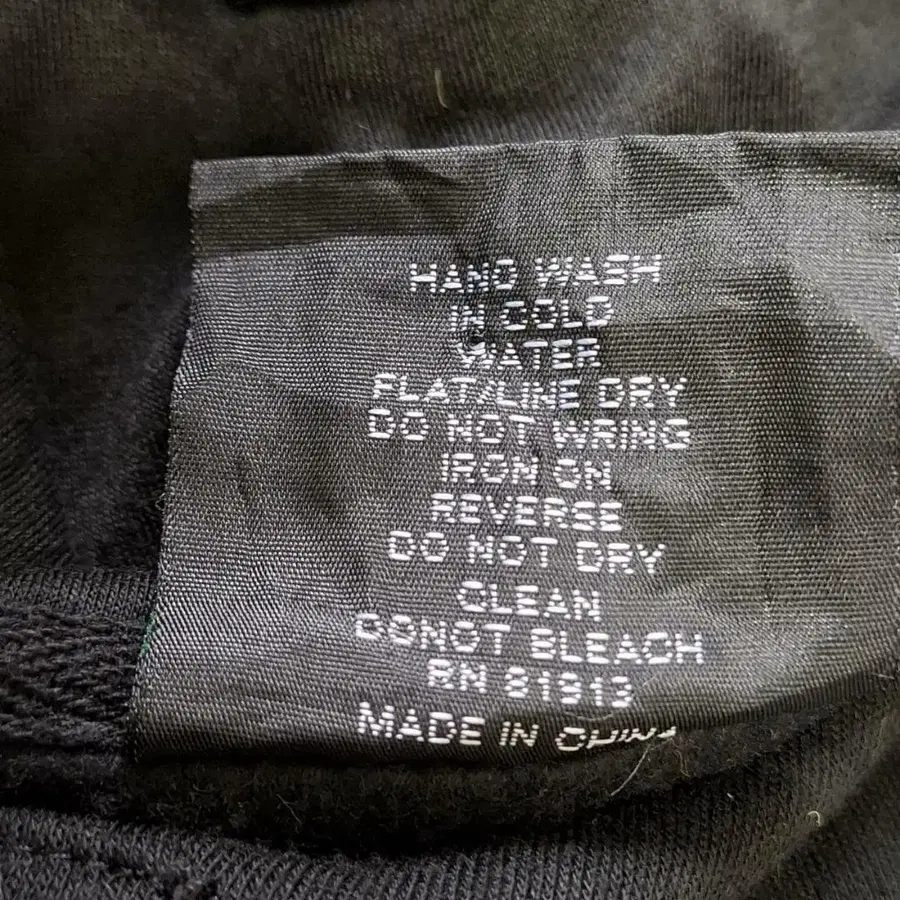 HAND WASH
IN COLD
WATER
FLAT/LINE DRY
DO NOT WRING
IRON ON
REVERSE
DO NOT DRY
CLEAN
DONOT BLEACH
RN 81913
MADE IN CHINA